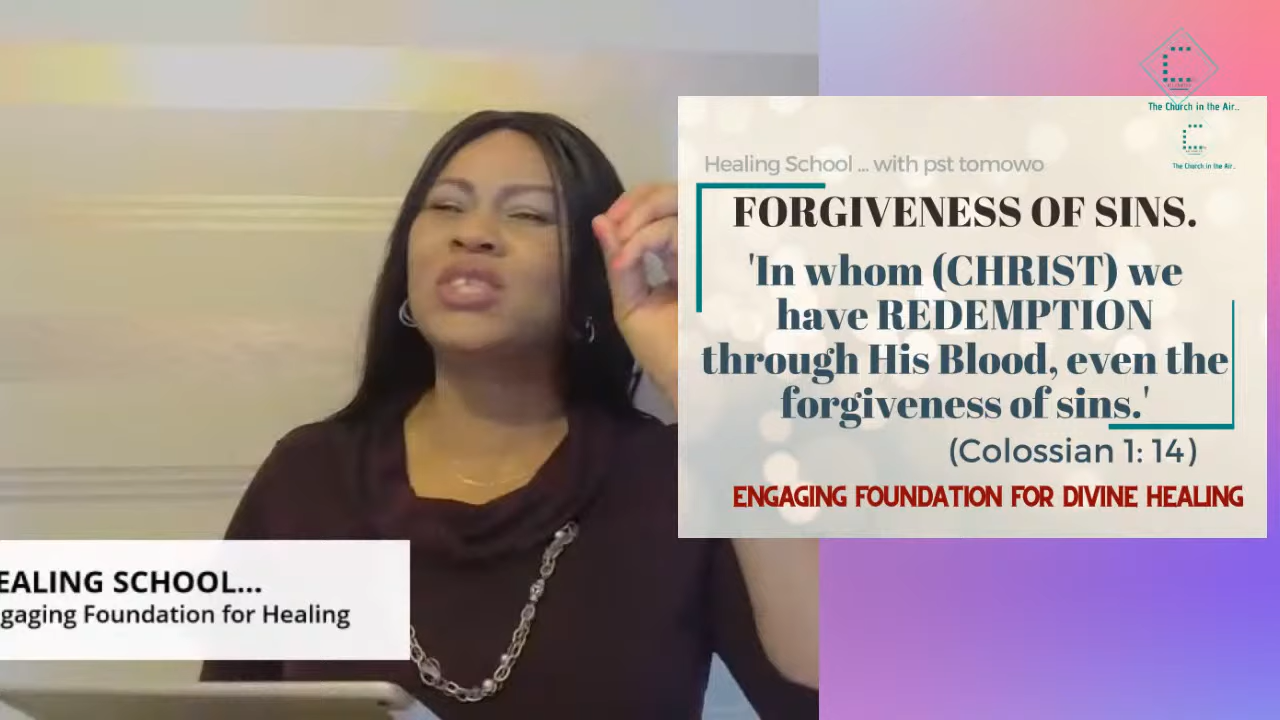 The Church in the Air..
The Church in the Air..
Healing School ... with pst tomowo
FORGIVENESS OF SINS.
'In whom (CHRIST) we
have REDEMPTION
through His Blood, even the
forgiveness of sins.'
(Colossian 1: 14)
ENGAGING FOUNDATION FOR DIVINE HEALING
EALING SCHOOL...
gaging Foundation for Healing